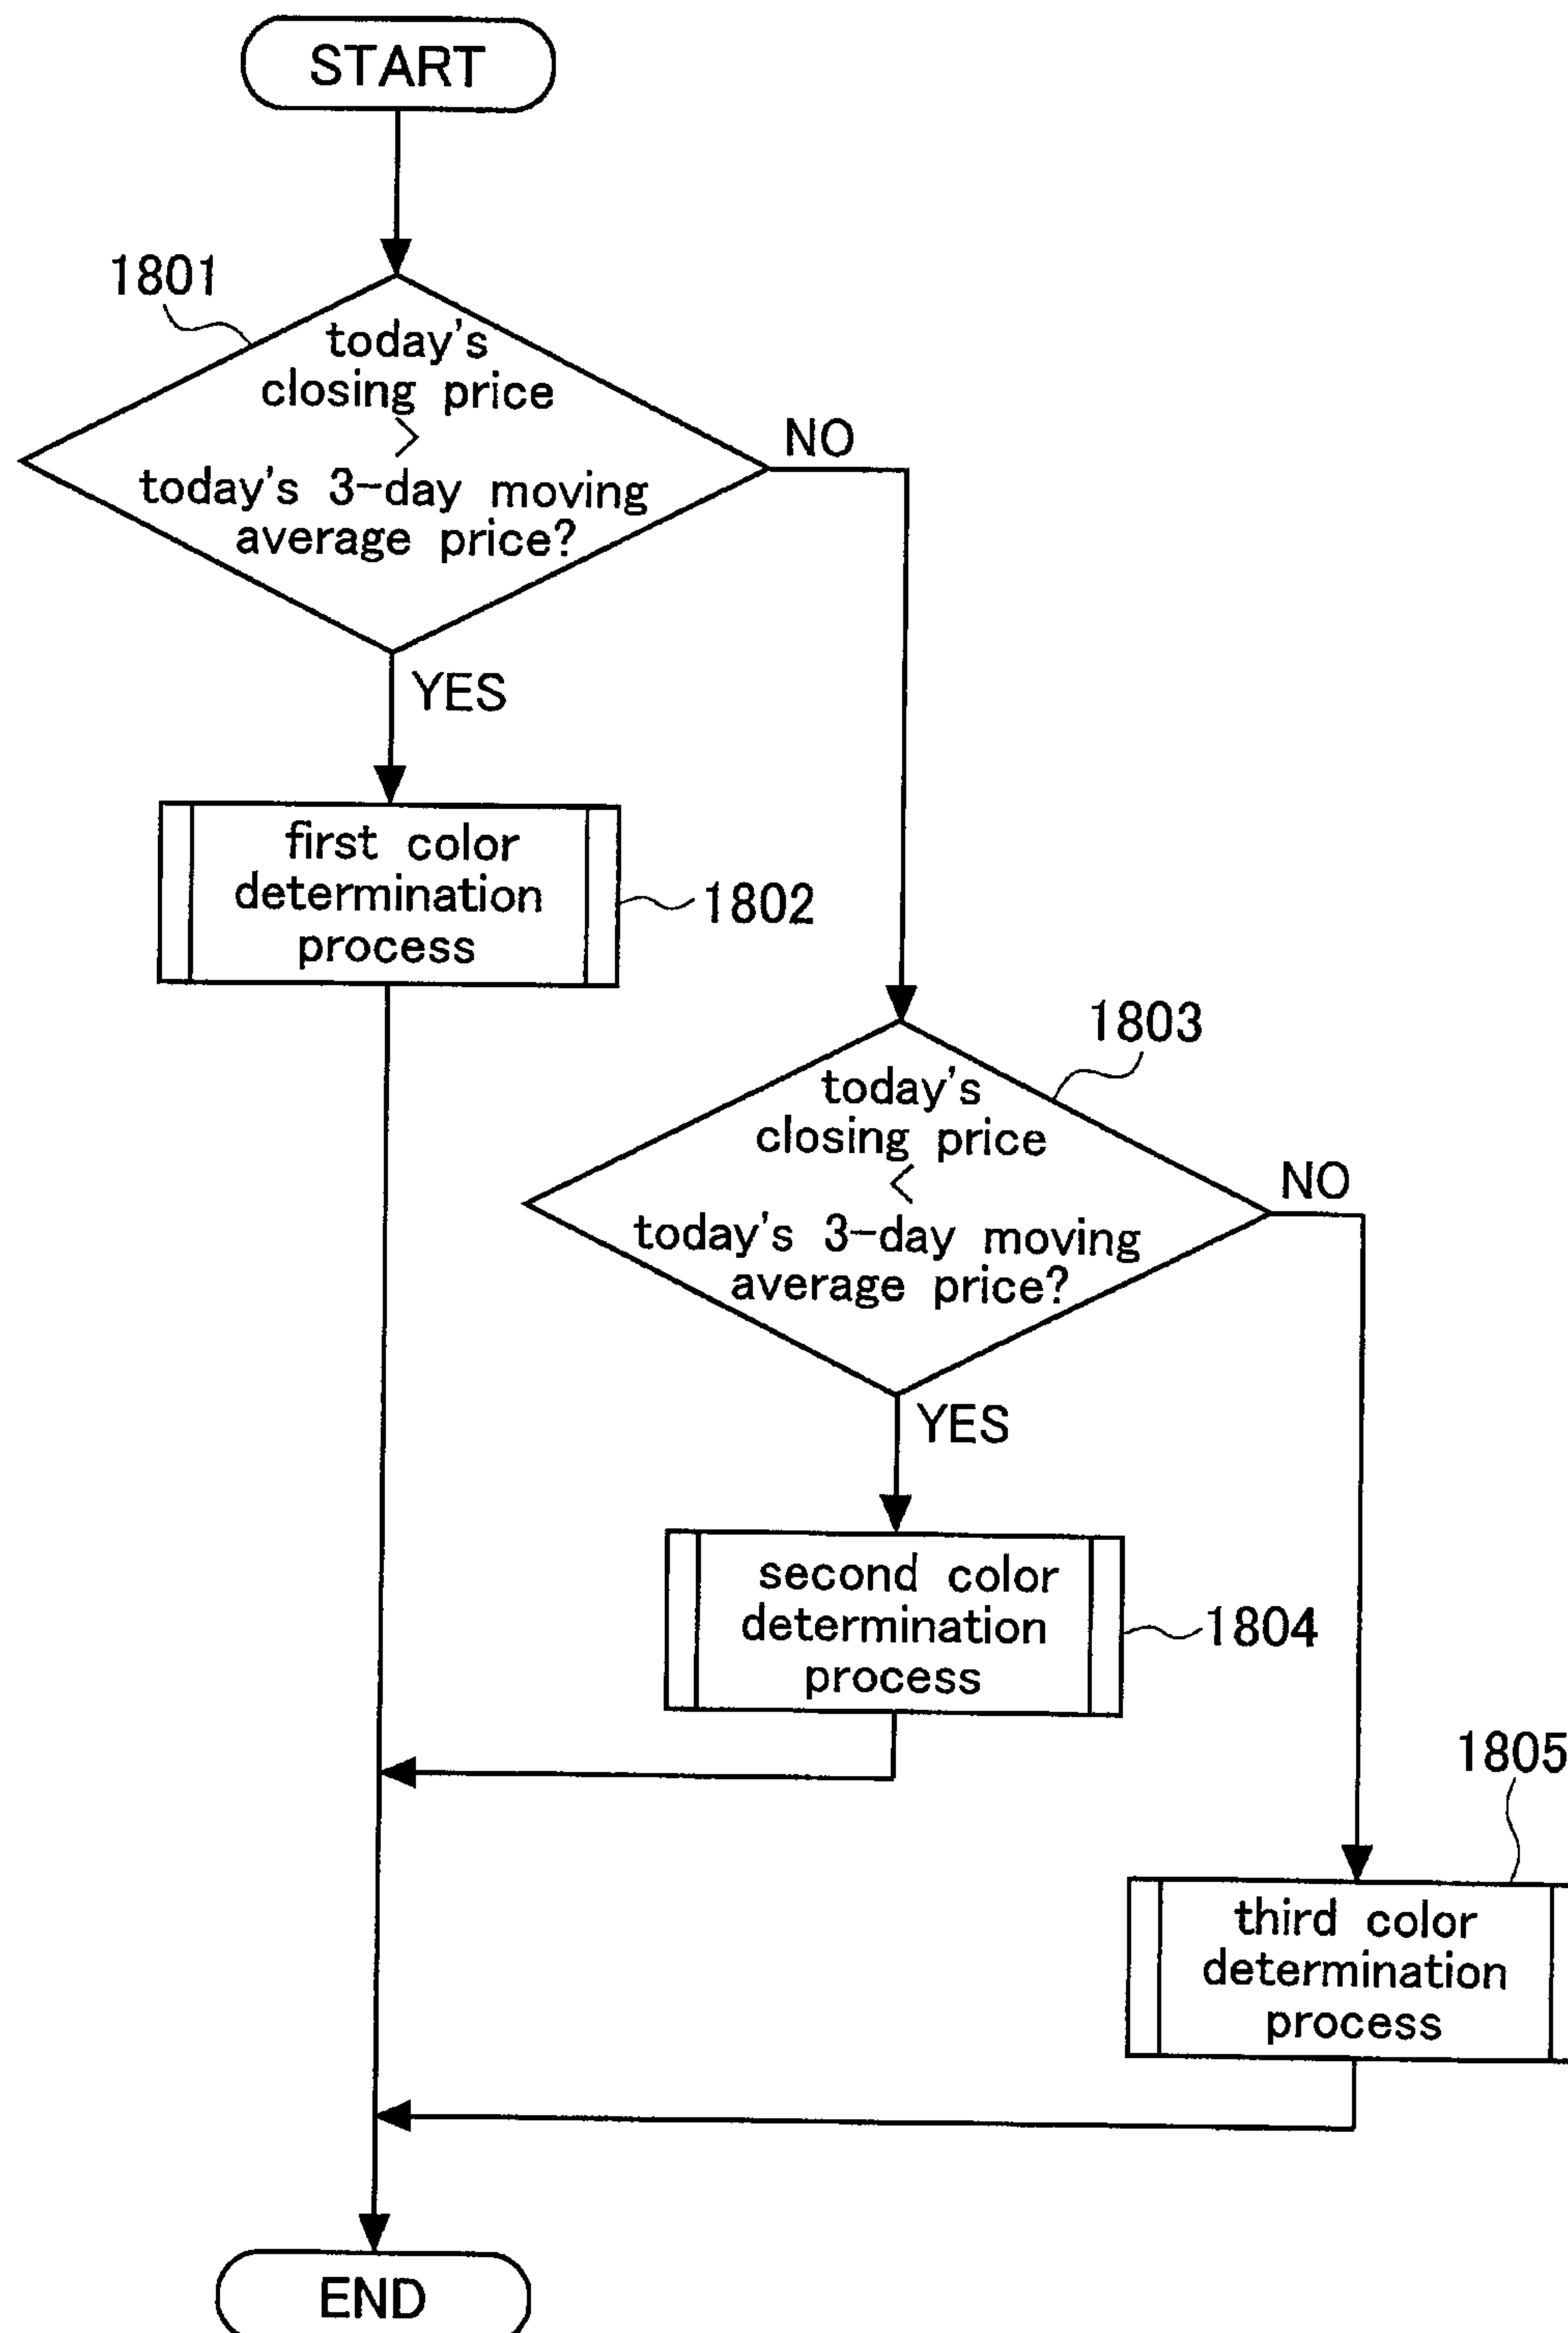 START
1801
today's
closing price
>
today's 3-day moving
average price?
NO
YES
first color
determination
process
1802
1803
today's
closing price
<
today's 3-day moving
average price?
NO
YES
second color
determination
process
1804
1805
third color
determination
process
END